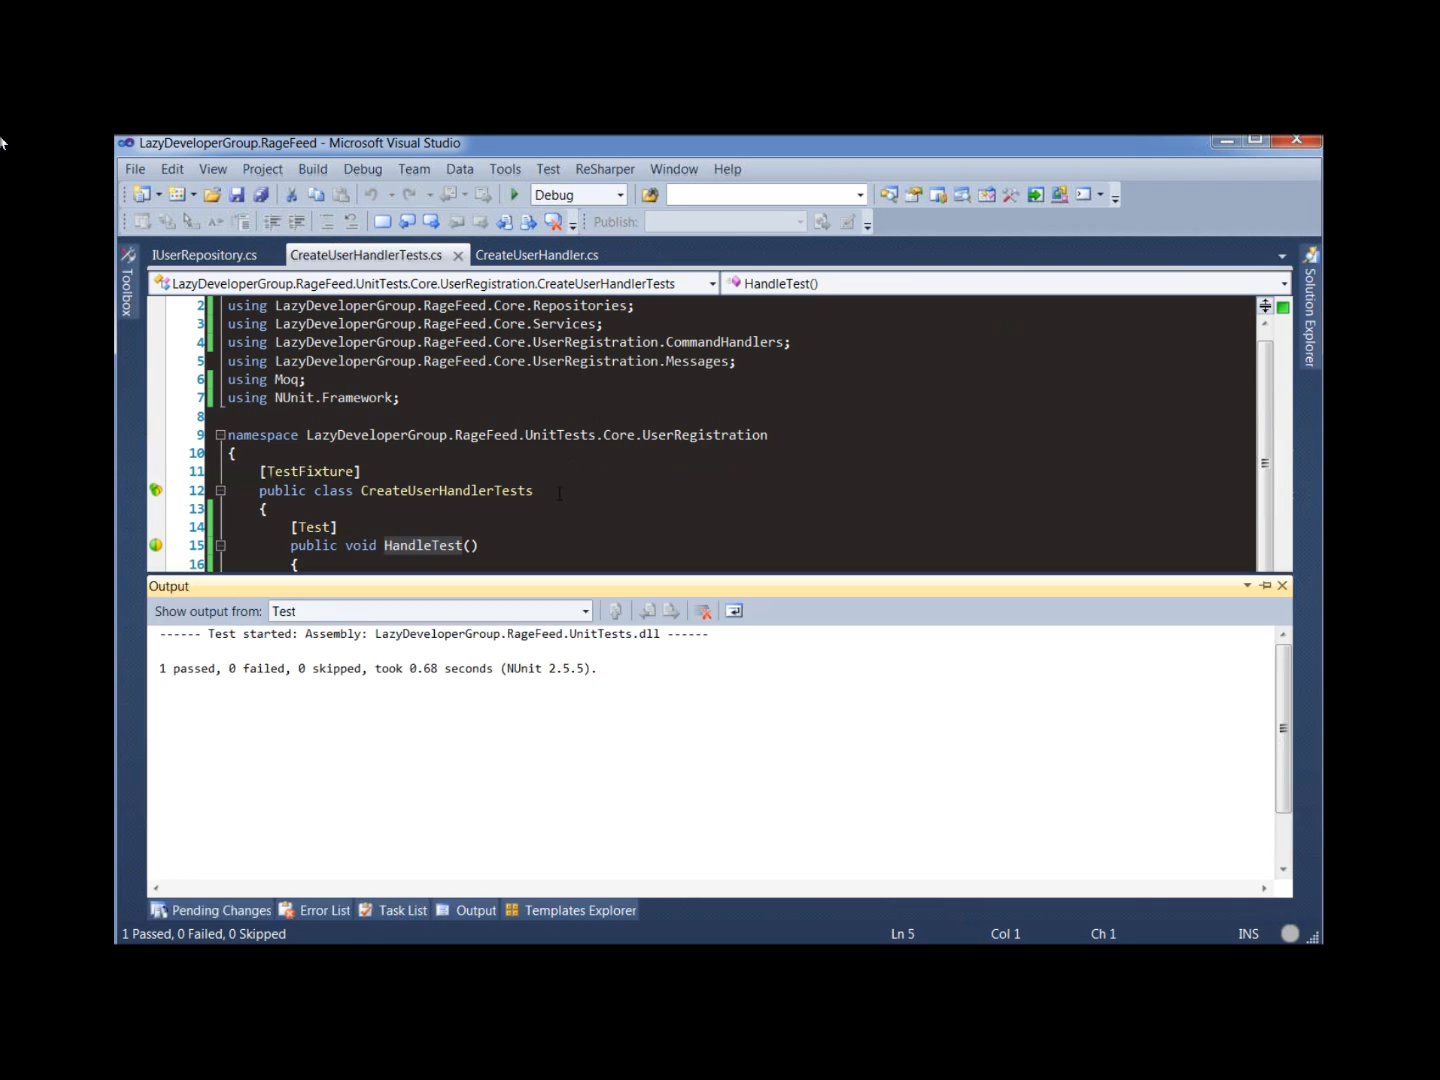 LazyDeveloperGroup.RageFeed - Microsoft Visual Studio
File Edit View Project Build Debug Team Data Tools Test ReSharper Window Help
Debug
Publish:
IUserRepository.cs CreateUserHandlerTests.cs CreateUserHandler.cs
LazyDeveloperGroup.RageFeed.UnitTests.Core.UserRegistration.CreateUserHandlerTests HandleTest()
Toolbox
Solution Explorer
2 using LazyDeveloperGroup.RageFeed.Core.Repositories;
3 using LazyDeveloperGroup.RageFeed.Core.Services;
4 using LazyDeveloperGroup.RageFeed.Core.UserRegistration.CommandHandlers;
5 using LazyDeveloperGroup.RageFeed.Core.UserRegistration.Messages;
6 using Moq;
7 using NUnit.Framework;
8
9 namespace LazyDeveloperGroup.RageFeed.UnitTests.Core.UserRegistration
10 {
11 [TestFixture]
12 public class CreateUserHandlerTests
13 {
14 [Test]
15 public void HandleTest()
16 {
Output
Show output from: Test
------ Test started: Assembly: LazyDeveloperGroup.RageFeed.UnitTests.dll ------
1 passed, 0 failed, 0 skipped, took 0.68 seconds (NUnit 2.5.5).
Pending Changes Error List Task List Output Templates Explorer
1 Passed, 0 Failed, 0 Skipped Ln 5 Col 1 Ch 1 INS